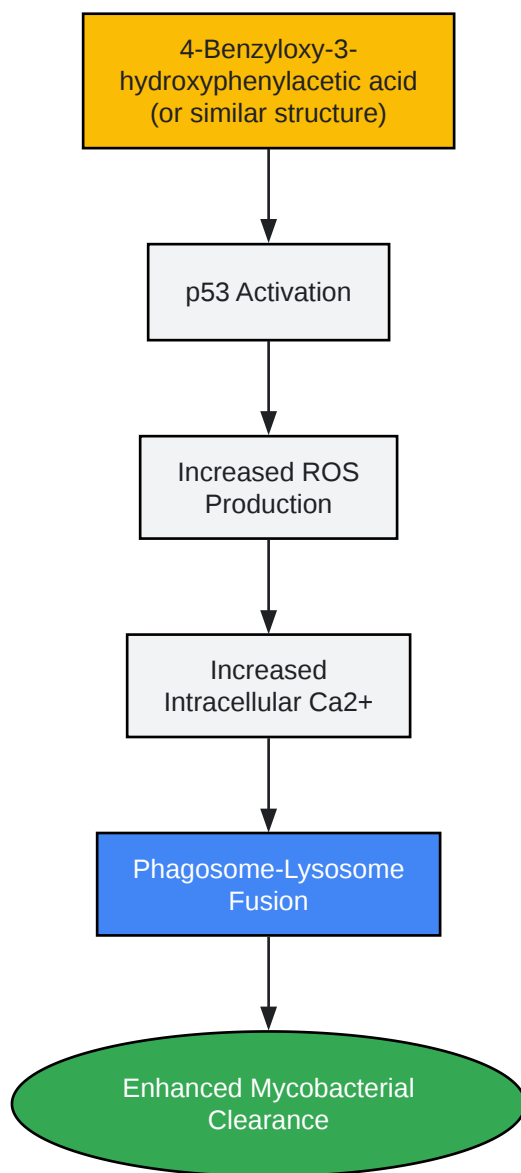 4-Benzyloxy-3-
hydroxyphenylacetic acid
(or similar structure)
p53 Activation
Increased ROS
Production
Increased
Intracellular Ca2+
Phagosome-Lysosome
Fusion
Enhanced Mycobacterial
Clearance